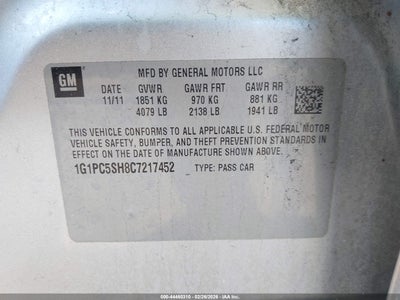 GM
MFD BY GENERAL MOTORS LLC
DATE GVWR GAWR FRT GAWR RR
11/11 1851 KG 970 KG 881 KG
4079 LB 2138 LB 1941 LB
THIS VEHICLE CONFORMS TO ALL APPLICABLE U.S. FEDERAL MOTOR
VEHICLE SAFETY, BUMPER, AND THEFT PREVENTION STANDARDS IN
EFFECT ON THE DATE OF MANUFACTURE SHOWN ABOVE.
1G1PC5SH8C7217452 TYPE: PASS CAR
000-44460310 - 02/26/2026 - IAA, Inc.